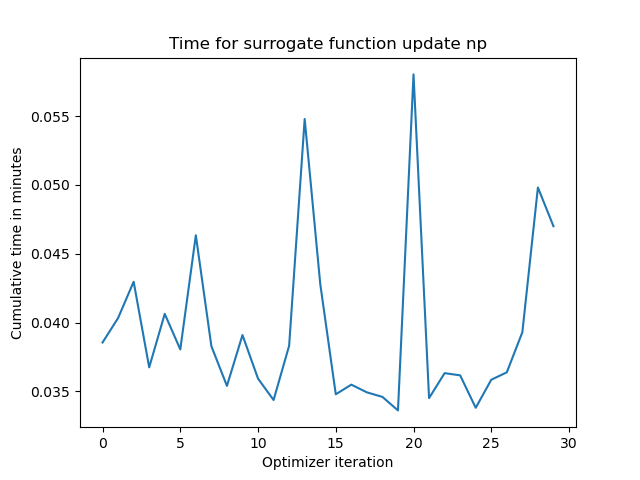 Time for surrogate function update np
Cumulative time in minutes
0.055
0.050
0.045
0.040
0.035
0 5 10 15 20 25 30
Optimizer iteration